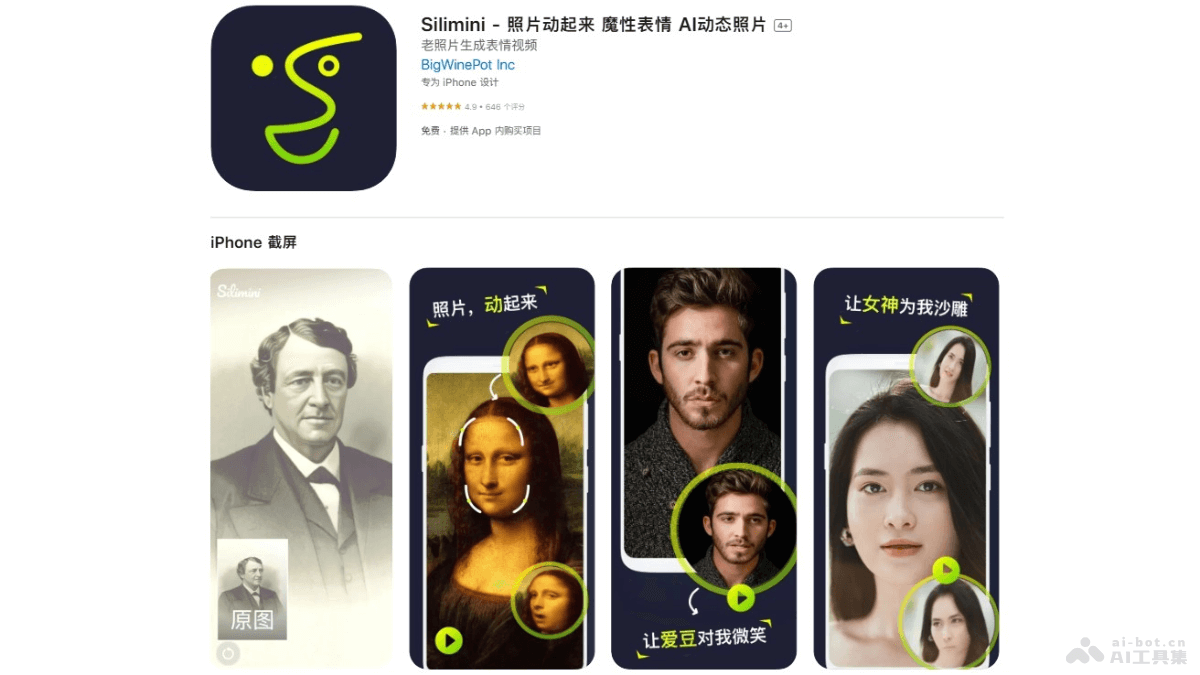 Silimini - 照片动起来 魔性表情 AI动态照片 4+
老照片生成表情视频
BigWinePot Inc
专为 iPhone 设计
★★★★★ 4.9 • 646 个评分
免费 · 提供 App 内购买项目
iPhone 截屏
Silimini
原图
照片，动起来
让爱豆对我微笑
让女神为我沙雕
ai-bot.cn
AI工具集